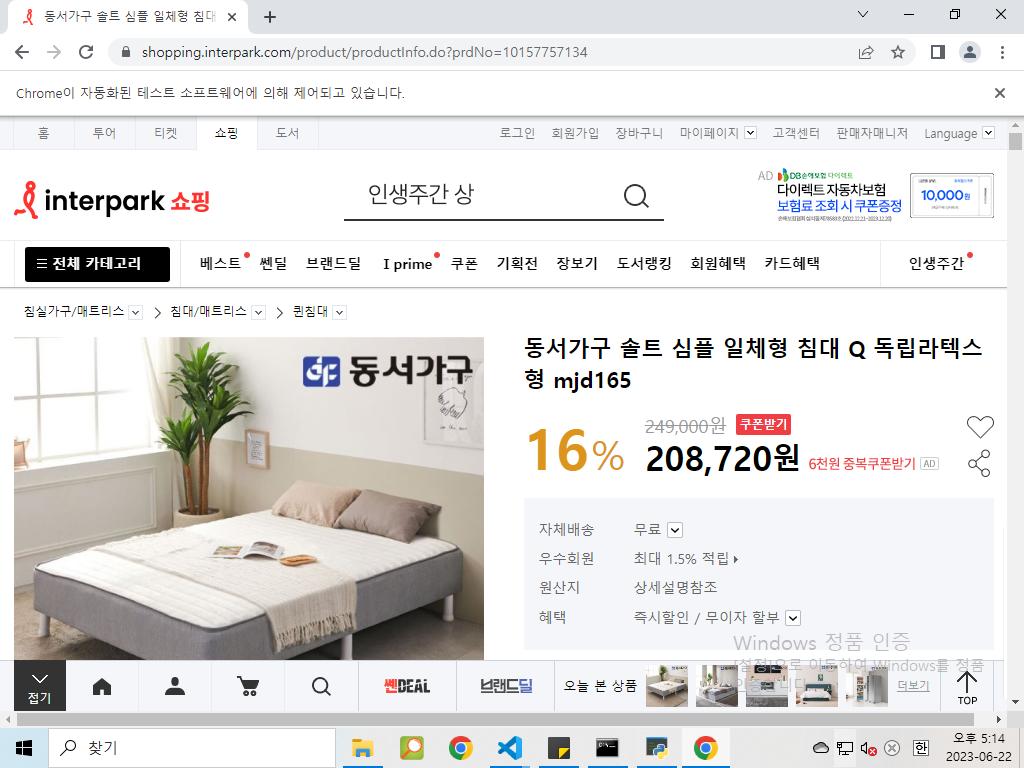 동서가구 솔트 심플 일체형 침대
shopping.interpark.com/product/productInfo.do?prdNo=10157757134
Chrome이 자동화된 테스트 소프트웨어에 의해 제어되고 있습니다.
홈 투어 티켓 쇼핑 도서 로그인 회원가입 장바구니 마이페이지 고객센터 판매자매니저 Language
interpark 쇼핑 인생주간 상
AD DB손해보험 다이렉트
다이렉트 자동차보험
보험료 조회 시 쿠폰증정
10,000원
전체 카테고리 베스트 쎈딜 브랜드딜 I prime 쿠폰 기획전 장보기 도서랭킹 회원혜택 카드혜택 인생주간
침실가구/매트리스 침대/매트리스 퀸침대
동서가구
동서가구 솔트 심플 일체형 침대 Q 독립라텍스
형 mjd165
249,000원 쿠폰받기
16% 208,720원 6천원 중복쿠폰받기 AD
자체배송 무료
우수회원 최대 1.5% 적립
원산지 상세설명참조
혜택 즉시할인 / 무이자 할부
Windows 정품 인증
[설정]으로 이동하여 Windows를 정품
접기 쎈DEAL 브랜드딜 오늘 본 상품 더보기 TOP
찾기
오후 5:14
한
2023-06-22